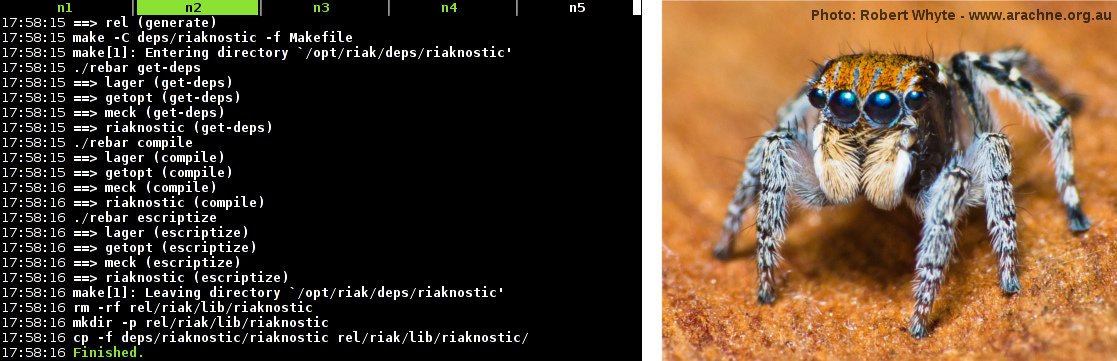 n1 n2 n3 n4 n5
17:58:15 ==> rel (generate)
17:58:15 make -C deps/riaknostic -f Makefile
17:58:15 make[1]: Entering directory `/opt/riak/deps/riaknostic'
17:58:15 ./rebar get-deps
17:58:15 ==> lager (get-deps)
17:58:15 ==> getopt (get-deps)
17:58:15 ==> meck (get-deps)
17:58:15 ==> riaknostic (get-deps)
17:58:15 ./rebar compile
17:58:15 ==> lager (compile)
17:58:15 ==> getopt (compile)
17:58:16 ==> meck (compile)
17:58:16 ==> riaknostic (compile)
17:58:16 ./rebar escriptize
17:58:16 ==> lager (escriptize)
17:58:16 ==> getopt (escriptize)
17:58:16 ==> meck (escriptize)
17:58:16 ==> riaknostic (escriptize)
17:58:16 make[1]: Leaving directory `/opt/riak/deps/riaknostic'
17:58:16 rm -rf rel/riak/lib/riaknostic
17:58:16 mkdir -p rel/riak/lib/riaknostic
17:58:16 cp -f deps/riaknostic/riaknostic rel/riak/lib/riaknostic/
17:58:16 Finished.
Photo: Robert Whyte - www.arachne.org.au